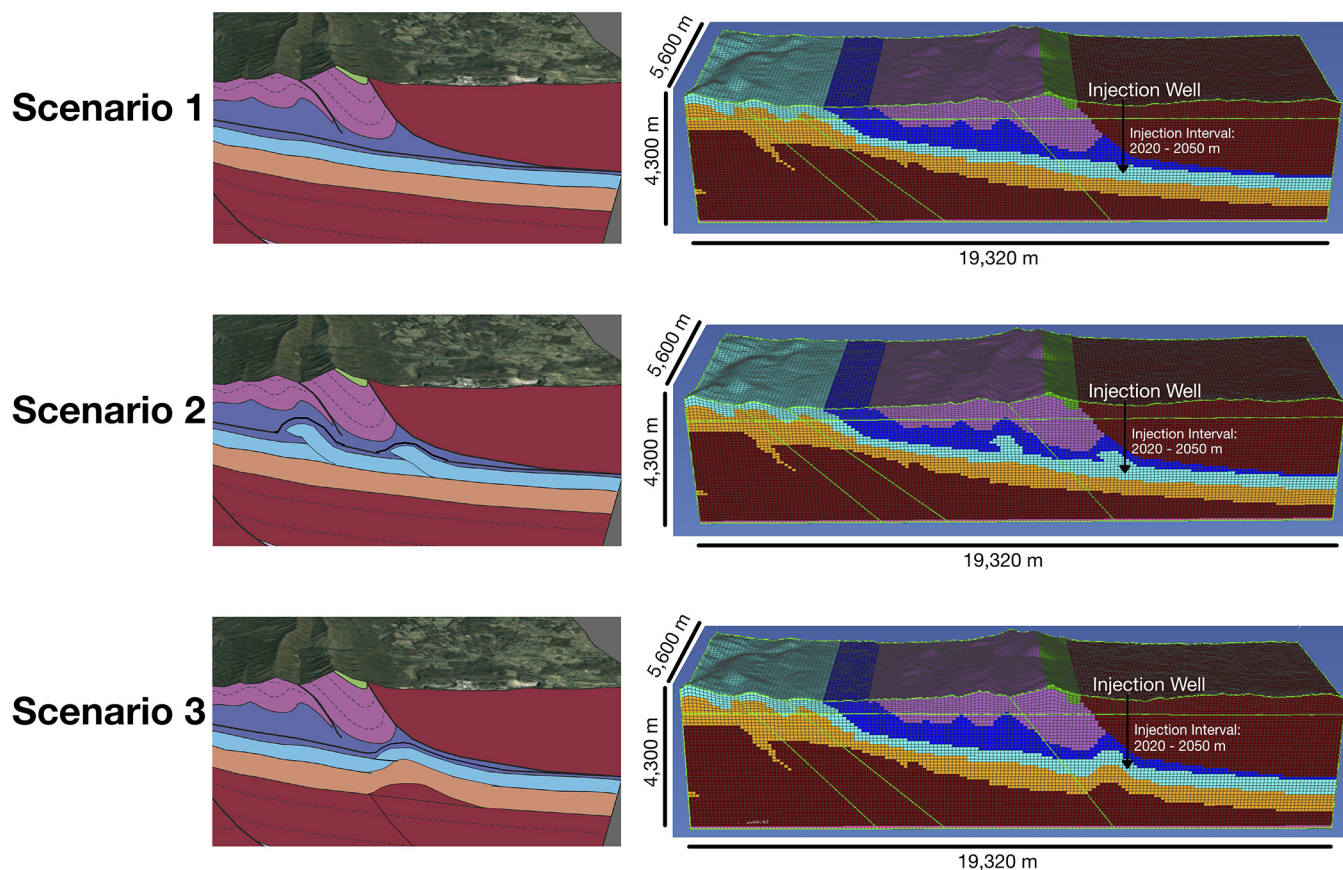 Scenario 1
5,600 m
4,300 m
Injection Well
Injection Interval:
2020 - 2050 m
19,320 m
Scenario 2
5,600 m
4,300 m
Injection Well
Injection Interval:
2020 - 2050 m
19,320 m
Scenario 3
5,600 m
4,300 m
Injection Well
Injection Interval:
2020 - 2050 m
19,320 m